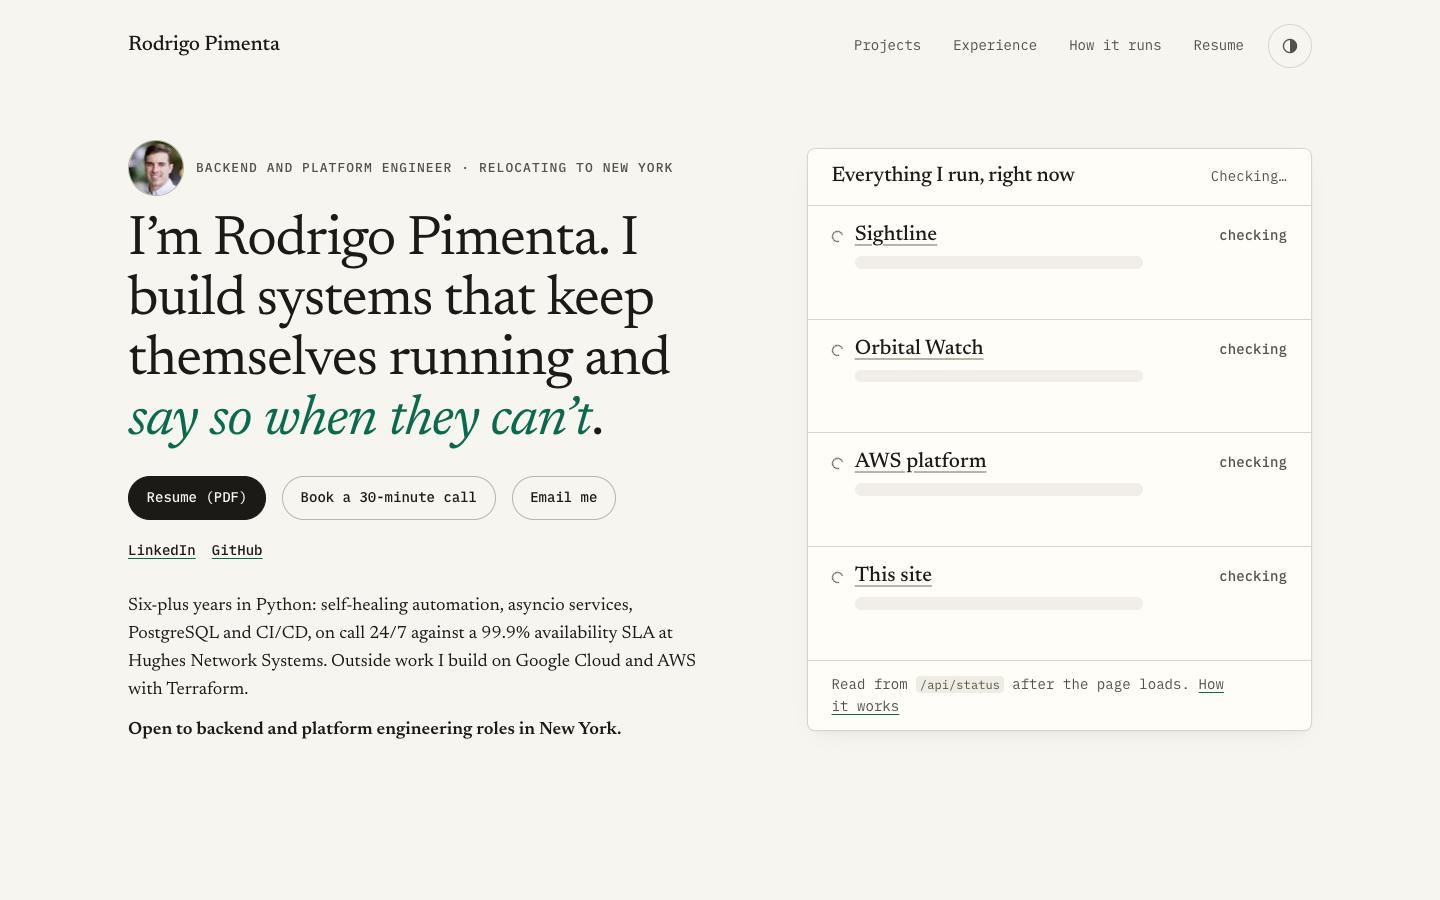 Rodrigo Pimenta
Projects
Experience
How it runs
Resume
BACKEND AND PLATFORM ENGINEER · RELOCATING TO NEW YORK
I’m Rodrigo Pimenta. I
build systems that keep
themselves running and
say so when they can’t.
Resume (PDF)
Book a 30-minute call
Email me
LinkedIn
GitHub
Six-plus years in Python: self-healing automation, asyncio services,
PostgreSQL and CI/CD, on call 24/7 against a 99.9% availability SLA at
Hughes Network Systems. Outside work I build on Google Cloud and AWS
with Terraform.
Open to backend and platform engineering roles in New York.
Everything I run, right now
Checking…
Sightline
checking
Orbital Watch
checking
AWS platform
checking
This site
checking
Read from /api/status after the page loads. How
it works